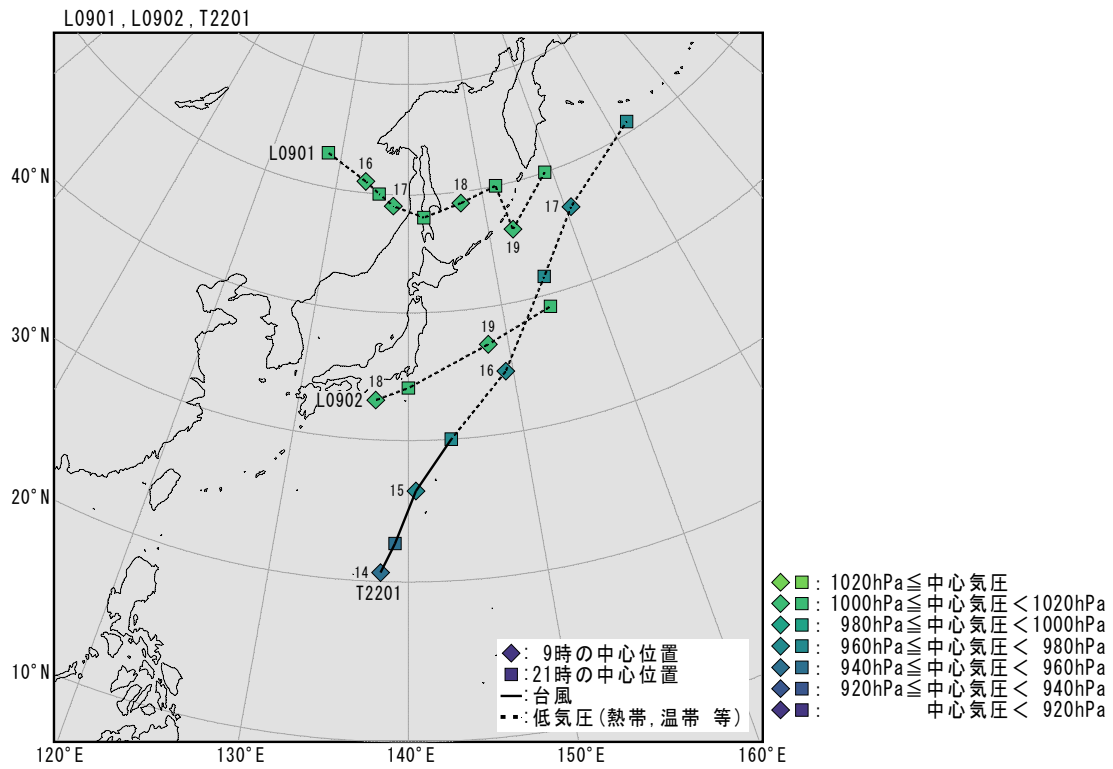 L0901,L0902,T2201
L0901
16
17
18
19
40°N
17
30°N
19
16
18
L0902
15
20°N
14
T2201
10°N
◆: 9時の中心位置
■:21時の中心位置
—:台風
---:低気圧(熱帯,温帯 等)
◆■: 1020hPa≦中心気圧
◆■: 1000hPa≦中心気圧<1020hPa
◆■: 980hPa≦中心気圧<1000hPa
◆■: 960hPa≦中心気圧< 980hPa
◆■: 940hPa≦中心気圧< 960hPa
◆■: 920hPa≦中心気圧< 940hPa
◆■: 中心気圧< 920hPa
120°E 130°E 140°E 150°E 160°E